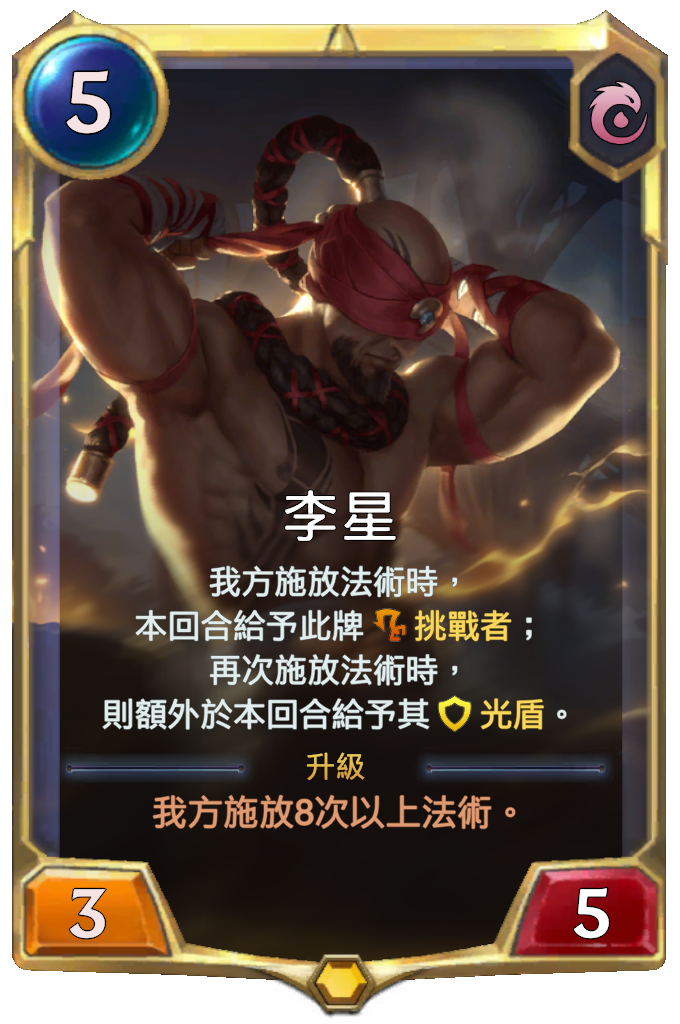 5
李星
我方施放法術時，
本回合給予此牌 挑戰者；
再次施放法術時，
則額外於本回合給予其 光盾。
升級
我方施放8次以上法術。
3
5